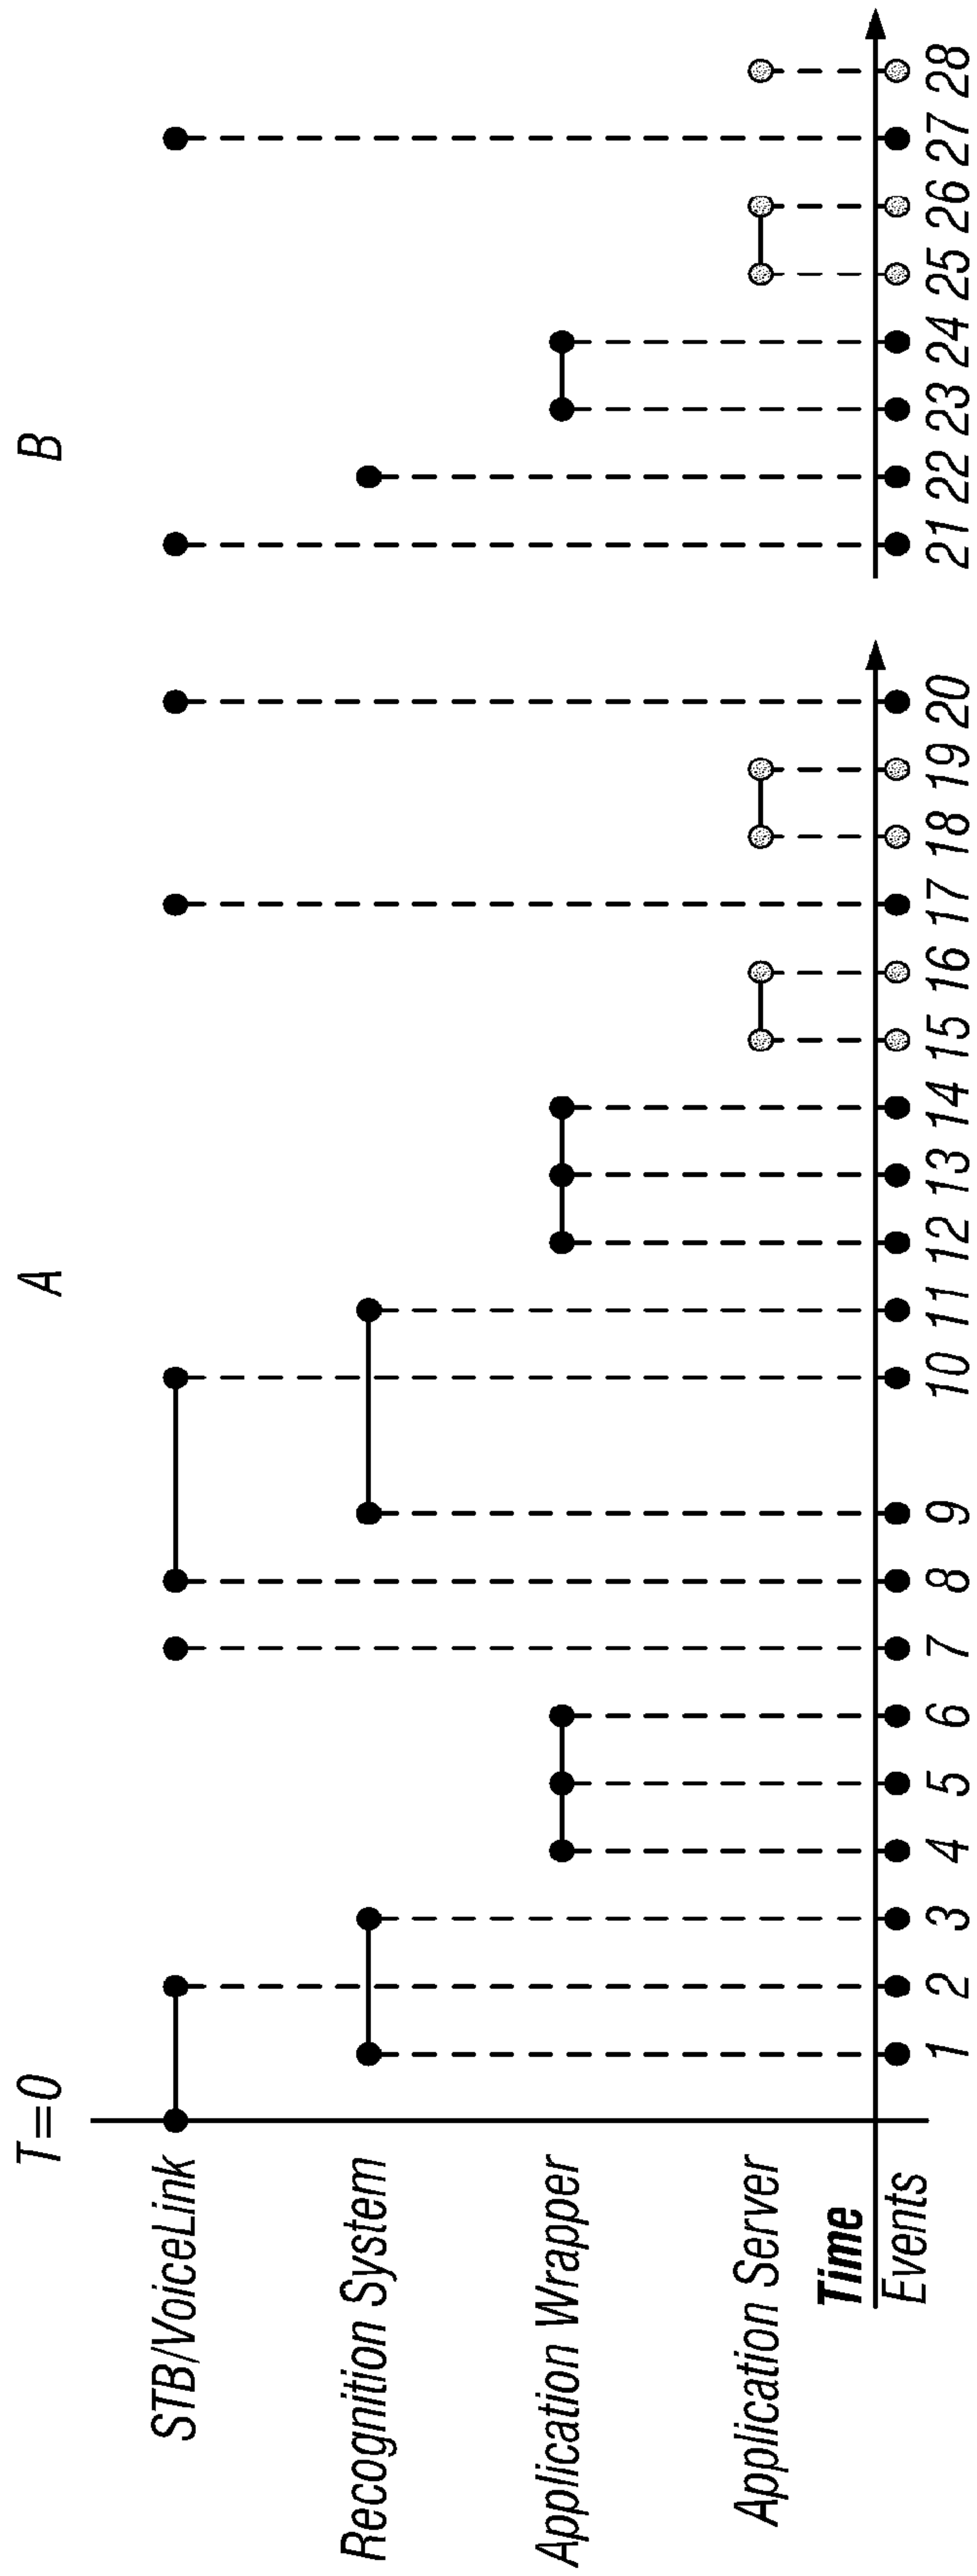 T=0
A
B
STB/VoiceLink
Recognition System
Application Wrapper
Application Server
Time
Events
1 2 3 4 5 6 7 8 9 10 11 12 13 14 15 16 17 18 19 20 21 22 23 24 25 26 27 28